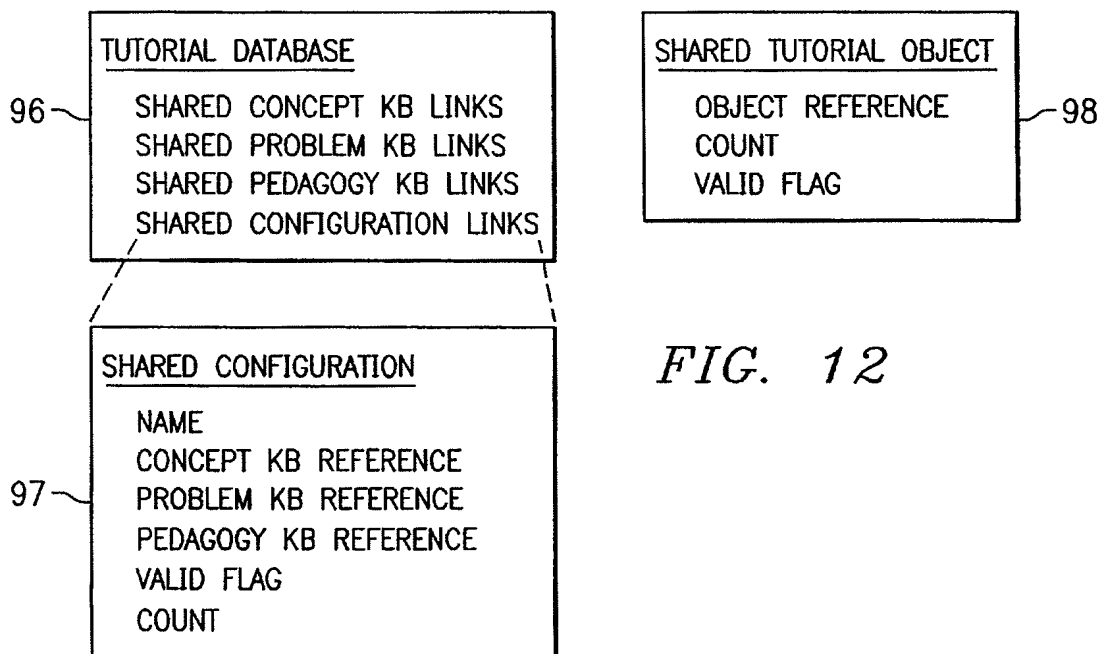 TUTORIAL DATABASE
SHARED CONCEPT KB LINKS
SHARED PROBLEM KB LINKS
SHARED PEDAGOGY KB LINKS
SHARED CONFIGURATION LINKS
96
SHARED TUTORIAL OBJECT
OBJECT REFERENCE
COUNT
VALID FLAG
98
SHARED CONFIGURATION
NAME
CONCEPT KB REFERENCE
PROBLEM KB REFERENCE
PEDAGOGY KB REFERENCE
VALID FLAG
COUNT
97
FIG. 12